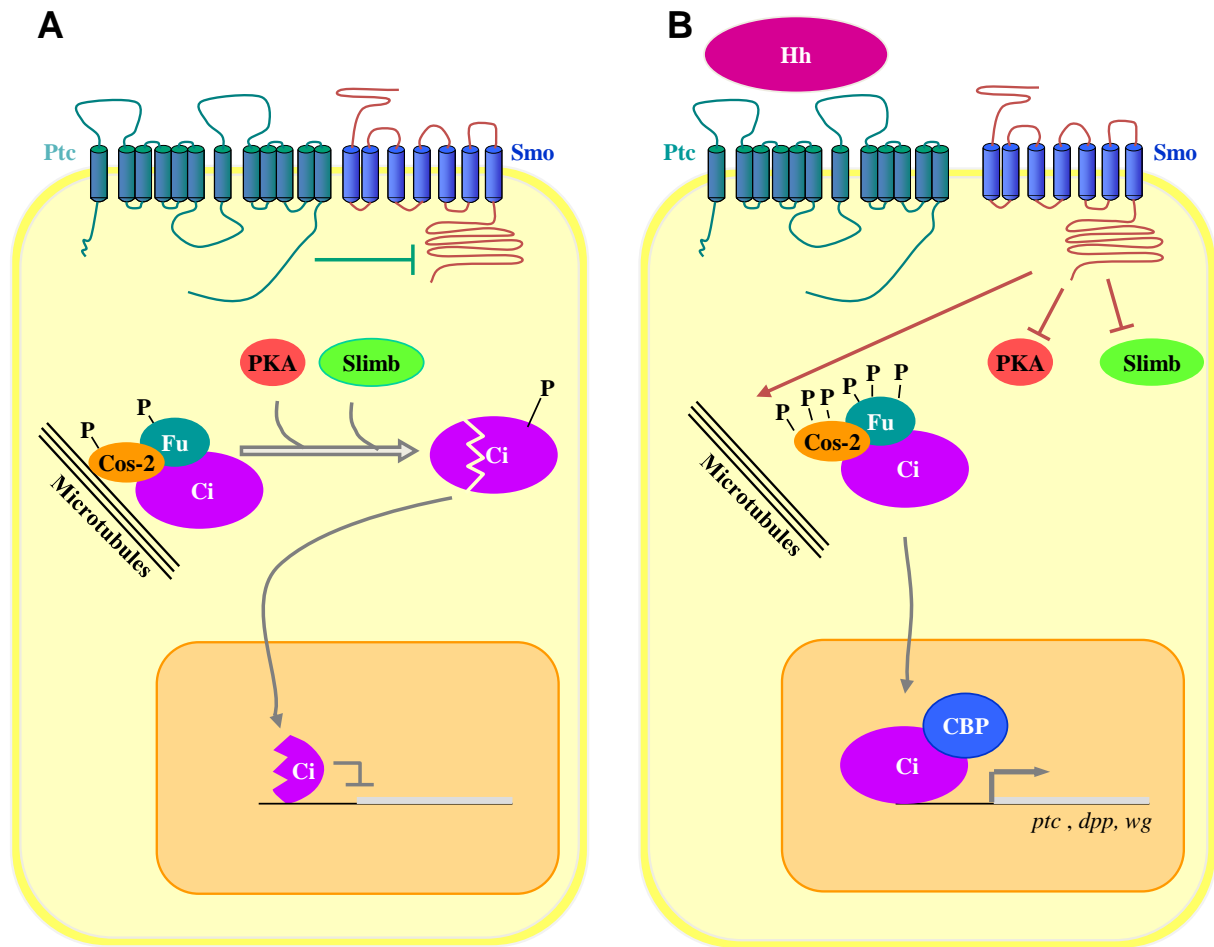 A
Ptc
Smo
PKA
Slimb
P
P
P
Fu
Cos-2
Ci
Ci
Microtubules
Ci
B
Hh
Ptc
Smo
PKA
Slimb
P
P
P
P
P
P
Fu
Cos-2
Ci
Microtubules
CBP
Ci
ptc , dpp, wg